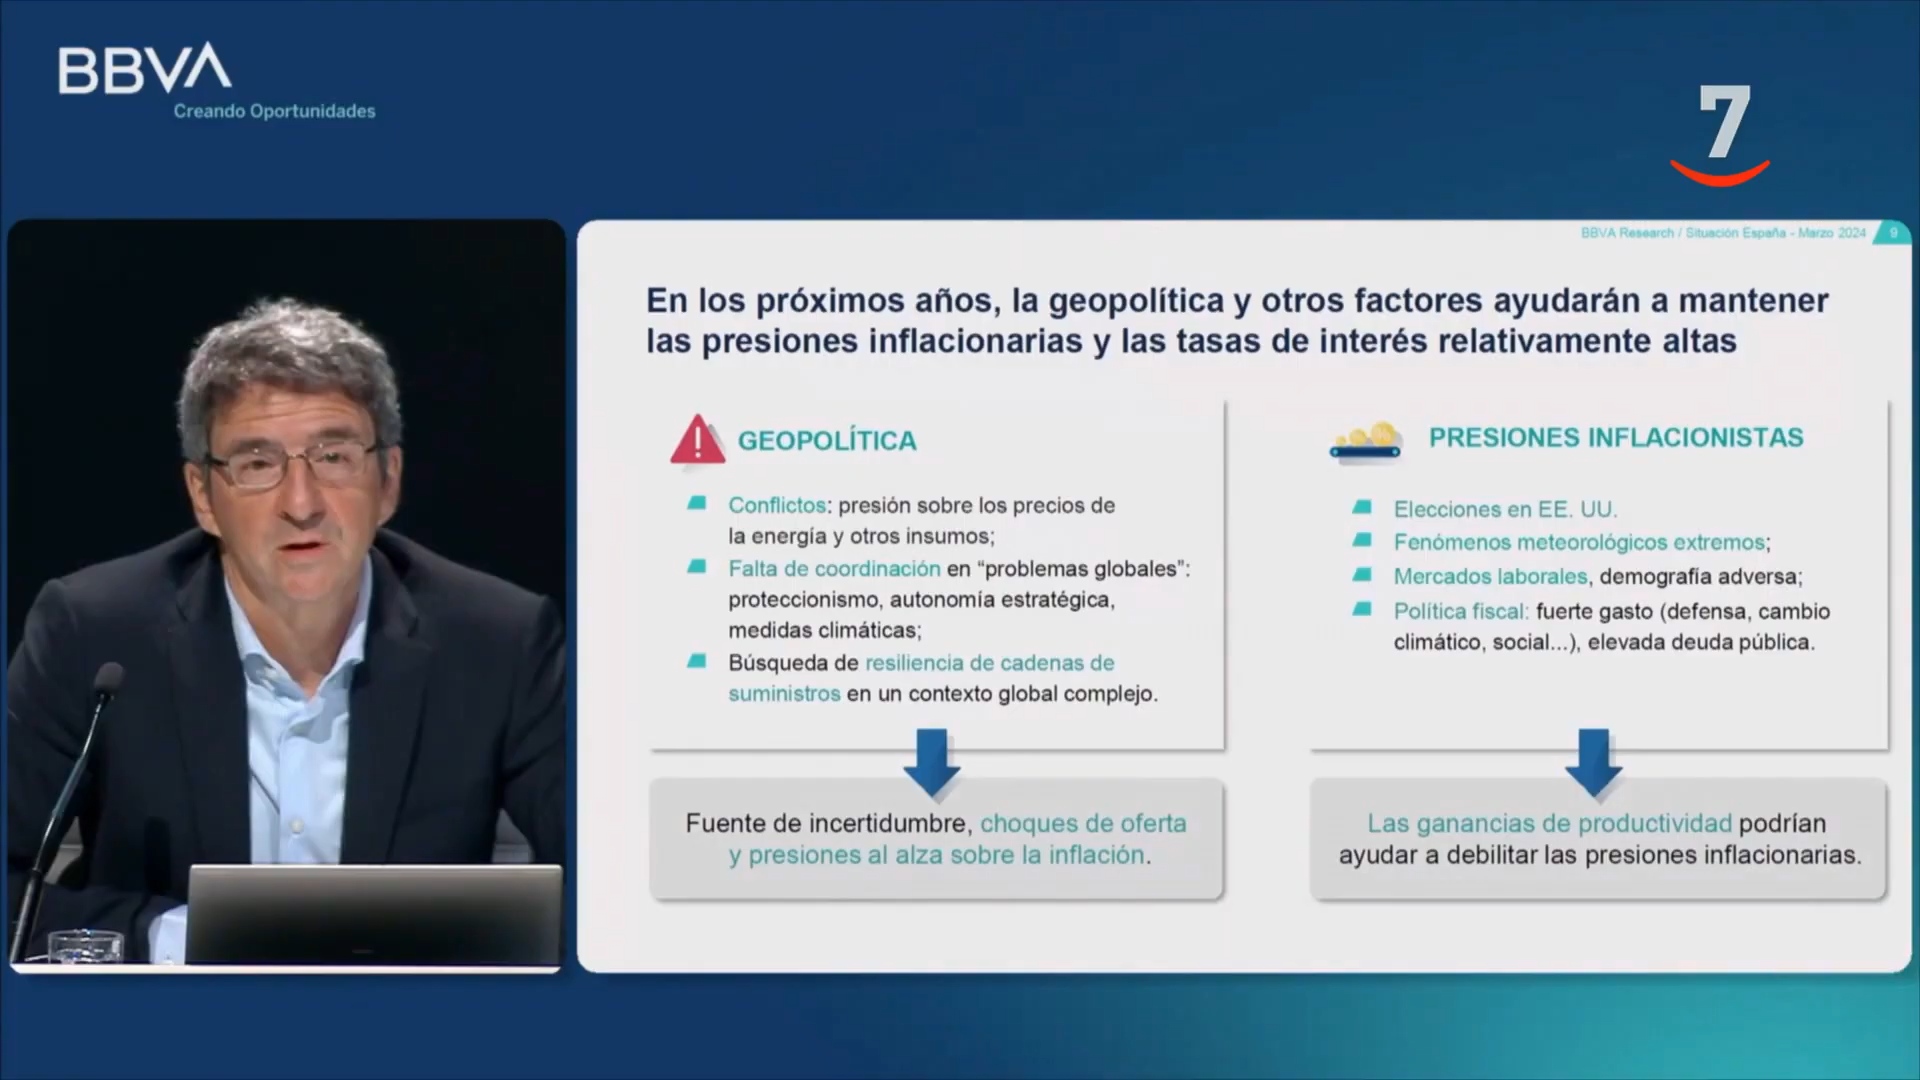 BBVA
Creando Oportunidades
7
BBVA Research / Situación España - Marzo 2024
9
En los próximos años, la geopolítica y otros factores ayudarán a mantener
las presiones inflacionarias y las tasas de interés relativamente altas
GEOPOLÍTICA
Conflictos: presión sobre los precios de
la energía y otros insumos;
Falta de coordinación en “problemas globales”:
proteccionismo, autonomía estratégica,
medidas climáticas;
Búsqueda de resiliencia de cadenas de
suministros en un contexto global complejo.
Fuente de incertidumbre, choques de oferta
y presiones al alza sobre la inflación.
PRESIONES INFLACIONISTAS
Elecciones en EE. UU.
Fenómenos meteorológicos extremos;
Mercados laborales, demografía adversa;
Política fiscal: fuerte gasto (defensa, cambio
climático, social...), elevada deuda pública.
Las ganancias de productividad podrían
ayudar a debilitar las presiones inflacionarias.